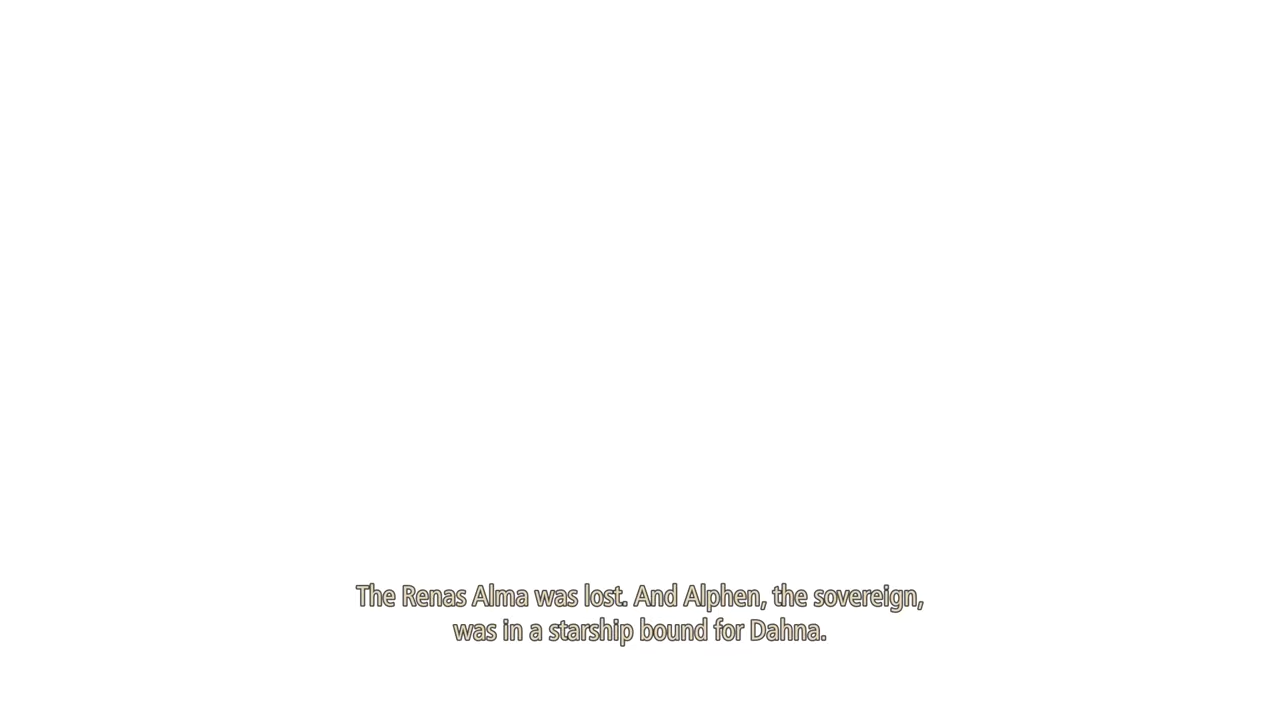 The Renas Alma was lost. And Alphen, the sovereign,
was in a starship bound for Dahna.